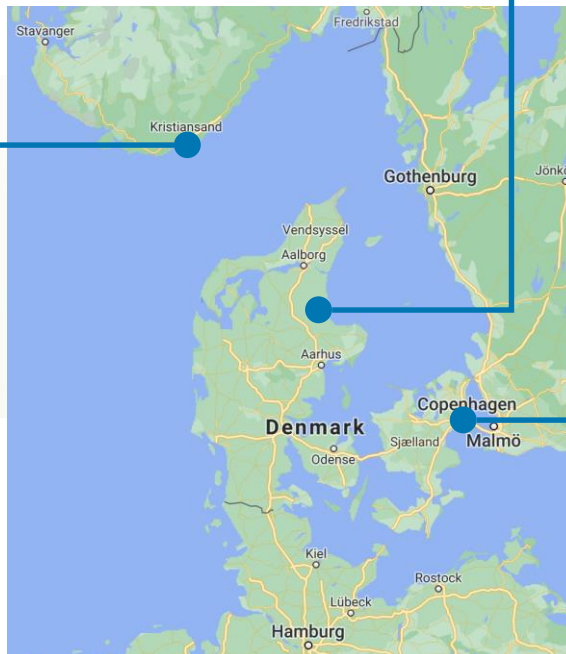 Fredrikstad
Stavanger
Kristiansand
Jönkö
Gothenburg
Vendsyssel
Aalborg
Aarhus
Copenhagen
Denmark
Malmö
Sjælland
Odense
Kiel
Rostock
Lübeck
Hamburg